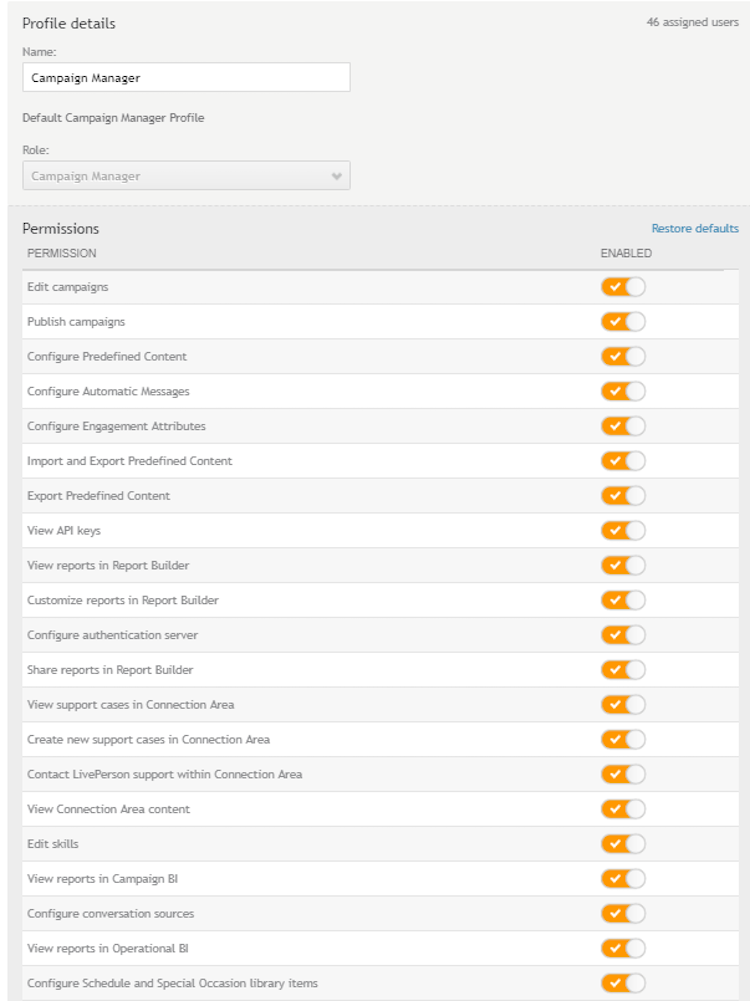 Profile details
46 assigned users
Name:
Campaign Manager
Default Campaign Manager Profile
Role:
Campaign Manager
Permissions
Restore defaults
PERMISSION
ENABLED
Edit campaigns
Publish campaigns
Configure Predefined Content
Configure Automatic Messages
Configure Engagement Attributes
Import and Export Predefined Content
Export Predefined Content
View API keys
View reports in Report Builder
Customize reports in Report Builder
Configure authentication server
Share reports in Report Builder
View support cases in Connection Area
Create new support cases in Connection Area
Contact LivePerson support within Connection Area
View Connection Area content
Edit skills
View reports in Campaign BI
Configure conversation sources
View reports in Operational BI
Configure Schedule and Special Occasion library items